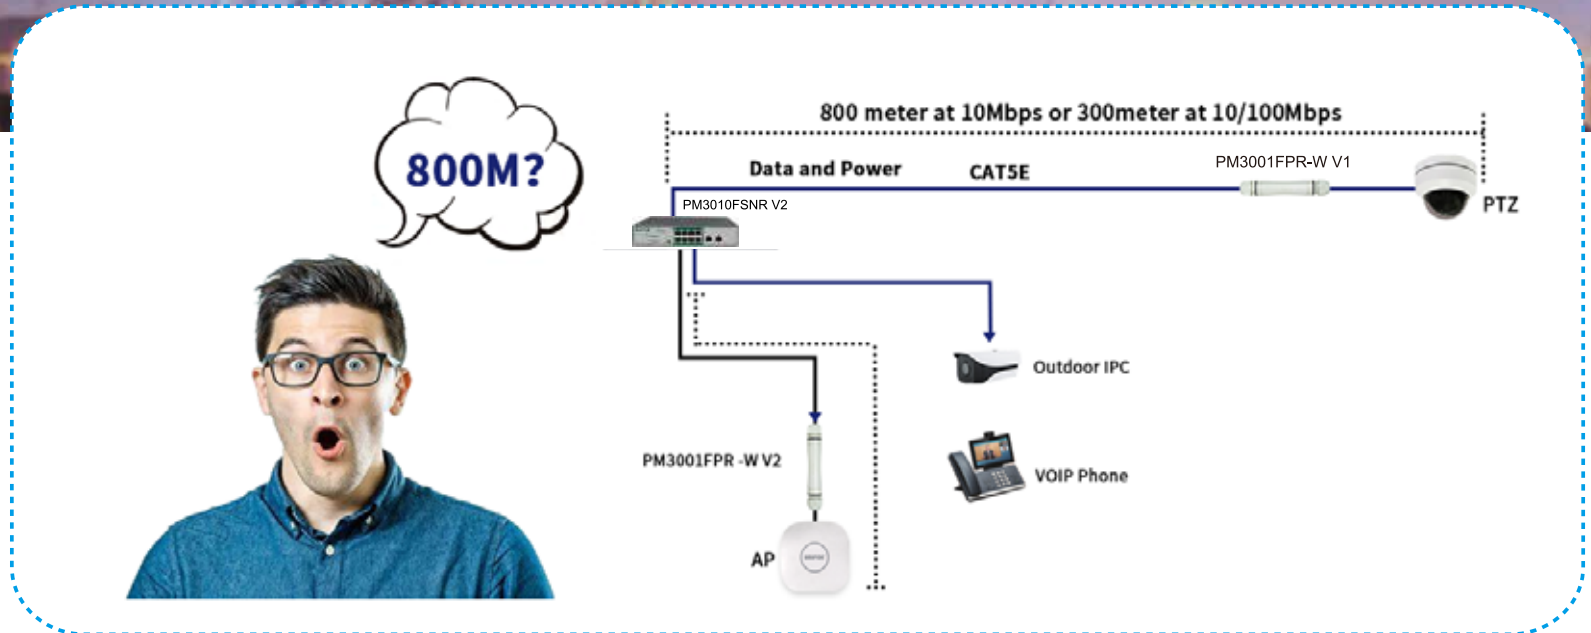 800 meter at 10Mbps or 300meter at 10/100Mbps
800M?
Data and Power
CAT5E
PM3001FPR-W V1
PM3010FSNR V2
PTZ
Outdoor IPC
PM3001FPR -W V2
VOIP Phone
AP